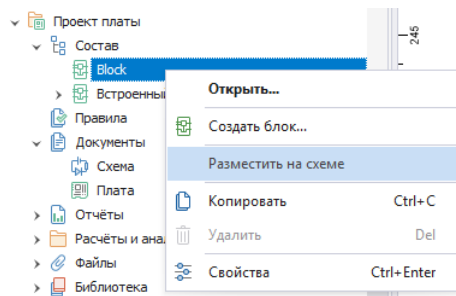 Проект платы
Состав
Block
Встроенны
Правила
Документы
Схема
Плата
Отчёты
Расчёты и ана
Файлы
Библиотека
Открыть...
Создать блок...
Разместить на схеме
Копировать Ctrl+C
Удалить Del
Свойства Ctrl+Enter
245